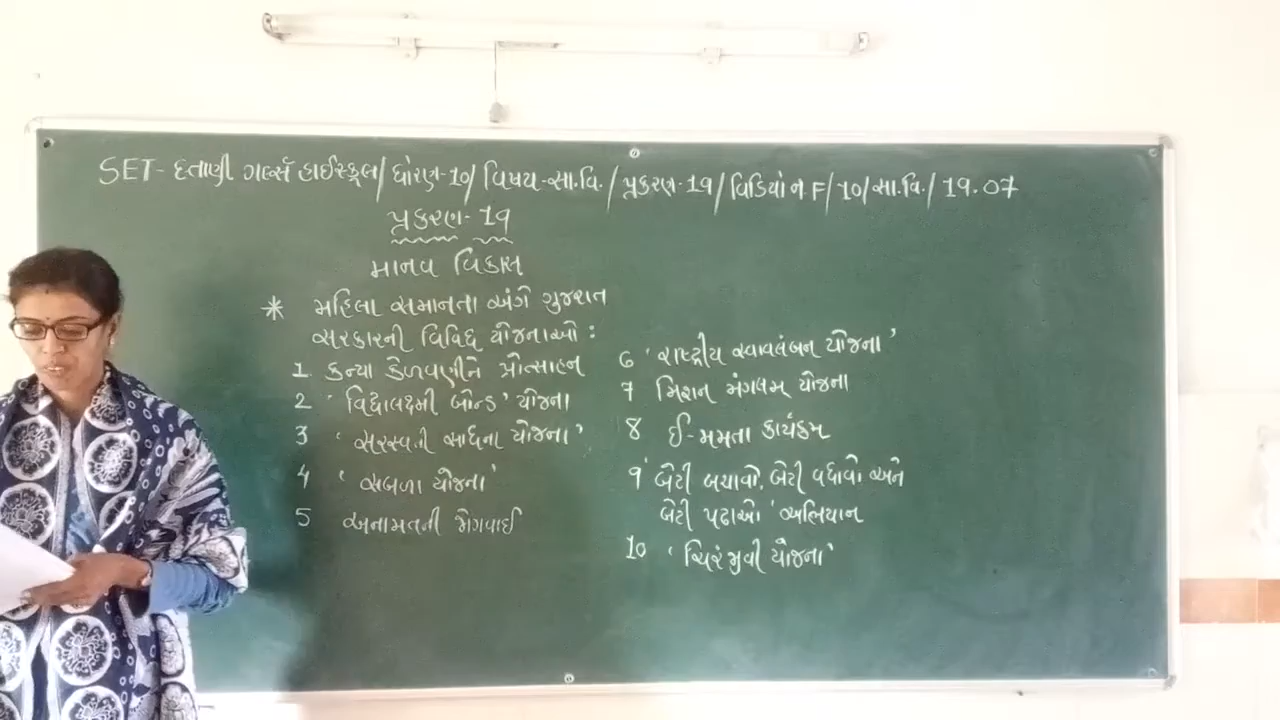 SET - દતાણી ગર્લ્સ હાઈસ્કૂલ / ધોરણ-10 / વિષય-સા.વિ. / પ્રકરણ-19 / વિડિયો નં F / 10 / સા.વિ. / 19.07
પ્રકરણ- 19
માનવ વિકાસ
* મહિલા સમાનતા અંગે ગુજરાત
સરકારની વિવિધ યોજનાઓ :
1. કન્યા કેળવણીને પ્રોત્સાહન
2 'વિદ્યાલક્ષ્મી બોન્ડ' યોજના
3 'સરસ્વતી સાધના યોજના'
4 'સબળા યોજના'
5 અનામતની જોગવાઈ
6 'રાષ્ટ્રીય સ્વાવલંબન યોજના'
7 મિશન મંગલમ્ યોજના
8 ઈ-મમતા કાર્યક્રમ
9 'બેટી બચાવો, બેટી વધાવો અને
બેટી પઢાઓ' અભિયાન
10 'ચિરંજીવી યોજના'